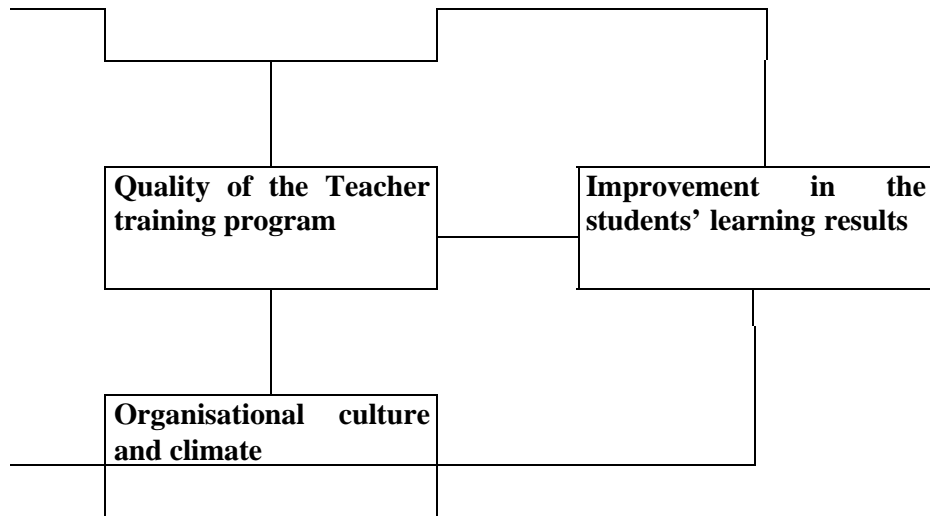 Quality of the Teacher
training program
Improvement in the
students’ learning results
Organisational culture
and climate